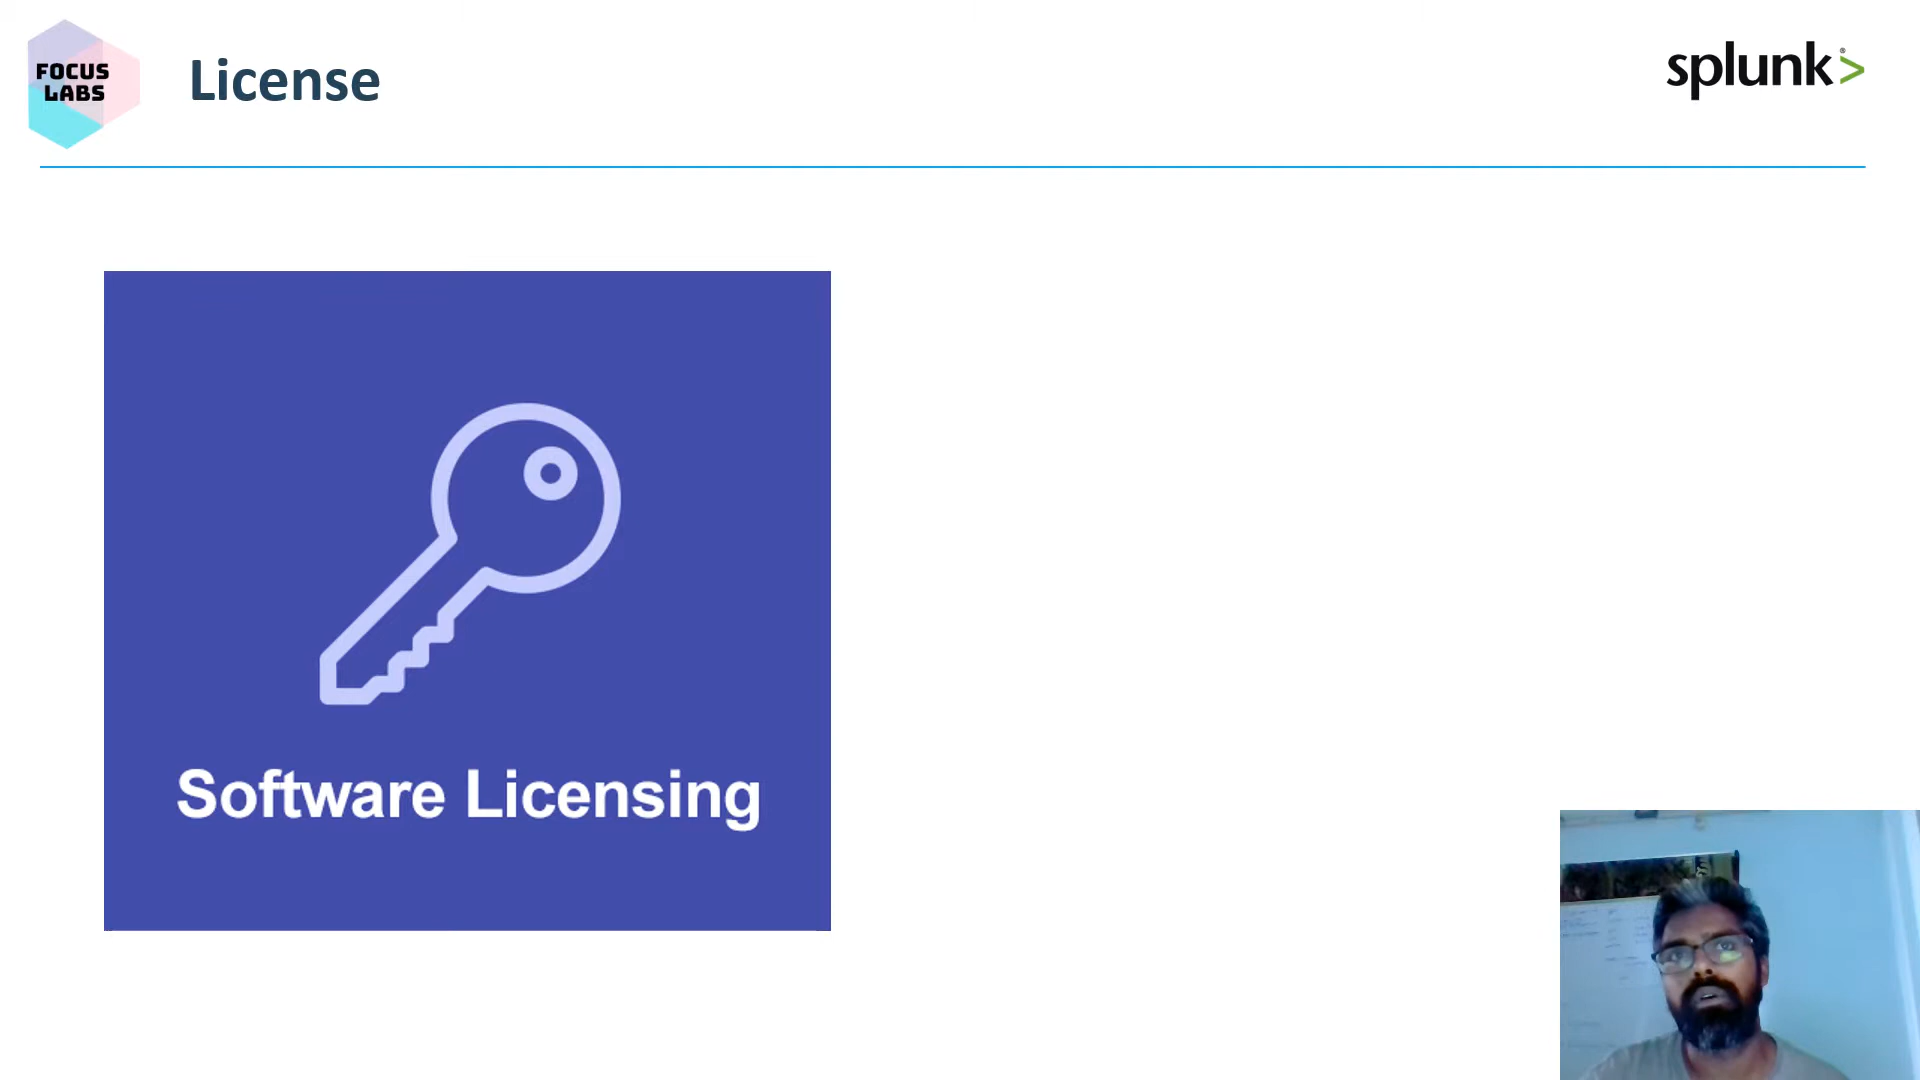 FOCUS
LABS
License
splunk>
Software Licensing